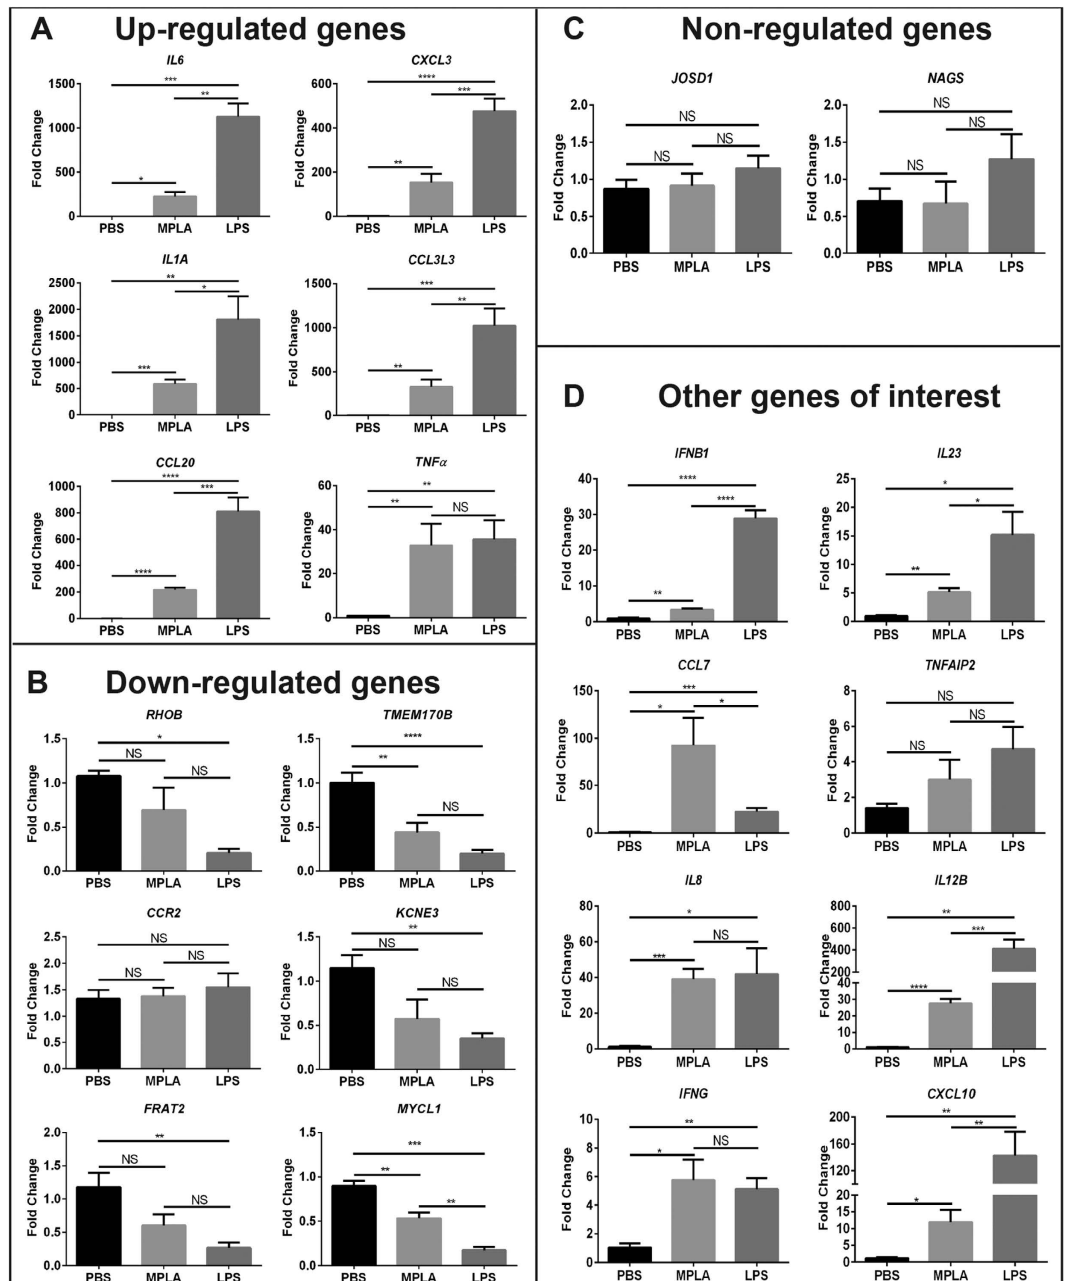 A Up-regulated genes
IL6
Fold Change
1500
1000
500
0
***
**
*
PBS MPLA LPS
CXCL3
Fold Change
600
400
200
0
****
***
**
PBS MPLA LPS
IL1A
Fold Change
2500
2000
1500
1000
500
0
**
*
***
PBS MPLA LPS
CCL3L3
Fold Change
1500
1000
500
0
***
**
**
PBS MPLA LPS
CCL20
Fold Change
1000
800
600
400
200
0
****
***
****
PBS MPLA LPS
TNFα
Fold Change
60
40
20
0
**
**
NS
PBS MPLA LPS
B Down-regulated genes
RHOB
Fold Change
1.5
1.0
0.5
0.0
*
NS
NS
PBS MPLA LPS
TMEM170B
Fold Change
1.5
1.0
0.5
0.0
****
**
NS
PBS MPLA LPS
CCR2
Fold Change
2.5
2.0
1.5
1.0
0.5
0.0
NS
NS
NS
PBS MPLA LPS
KCNE3
Fold Change
1.5
1.0
0.5
0.0
**
NS
NS
PBS MPLA LPS
FRAT2
Fold Change
2.0
1.5
1.0
0.5
0.0
**
NS
NS
PBS MPLA LPS
MYCL1
Fold Change
1.5
1.0
0.5
0.0
***
**
**
PBS MPLA LPS
C Non-regulated genes
JOSD1
Fold Change
2.0
1.5
1.0
0.5
0.0
NS
NS
NS
PBS MPLA LPS
NAGS
Fold Change
2.0
1.5
1.0
0.5
0.0
NS
NS
NS
PBS MPLA LPS
D Other genes of interest
IFNB1
Fold Change
40
30
20
10
0
****
****
**
PBS MPLA LPS
IL23
Fold Change
25
20
15
10
5
0
*
*
**
PBS MPLA LPS
CCL7
Fold Change
150
100
50
0
***
*
*
PBS MPLA LPS
TNFAIP2
Fold Change
8
6
4
2
0
NS
NS
NS
PBS MPLA LPS
IL8
Fold Change
80
60
40
20
0
*
NS
***
PBS MPLA LPS
IL12B
Fold Change
800
600
400
200
40
30
20
10
0
**
***
****
PBS MPLA LPS
IFNG
Fold Change
10
8
6
4
2
0
**
*
NS
PBS MPLA LPS
CXCL10
Fold Change
200
180
160
140
120
100
20
15
10
5
0
**
**
*
PBS MPLA LPS